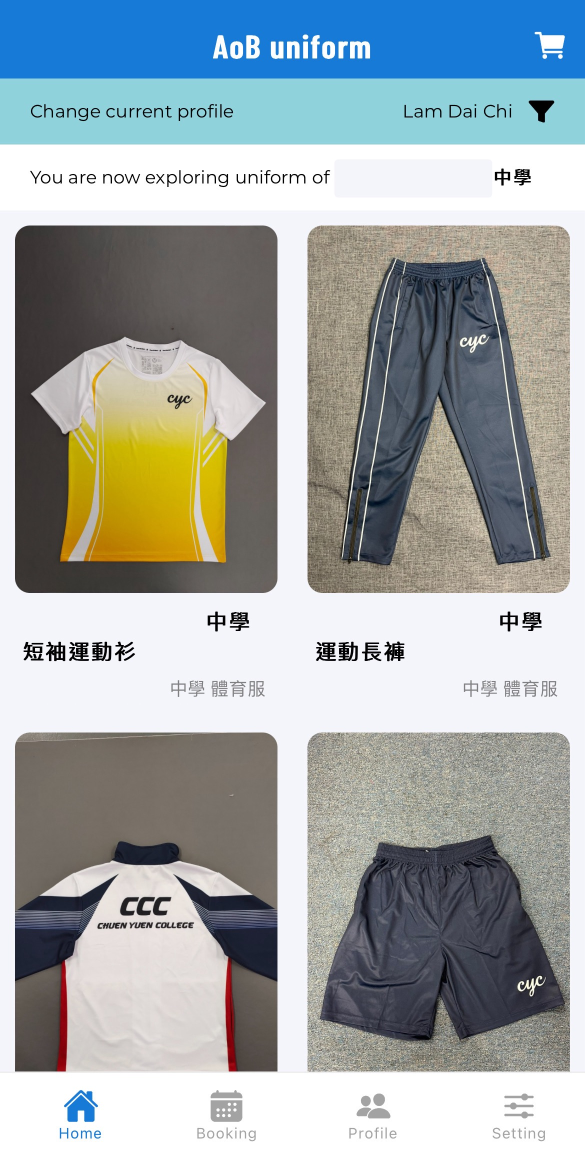 AoB uniform
Change current profile
Lam Dai Chi
You are now exploring uniform of 中學
cyc
cyc
中學
短袖運動衫
中學 體育服
中學
運動長褲
中學 體育服
CCC
CHUEN YUEN COLLEGE
cyc
Home
Booking
Profile
Setting